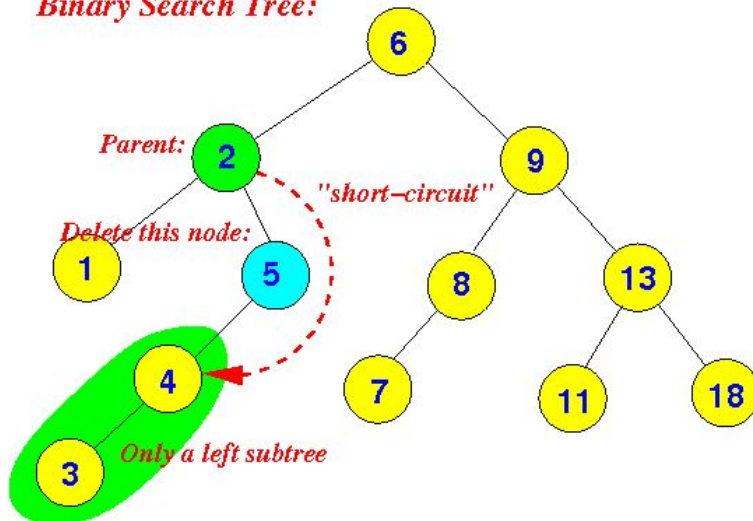 Binary Search Tree:
6
Parent:
2
9
"short-circuit"
Delete this node:
1
5
8
13
4
7
11
18
Only a left subtree
3